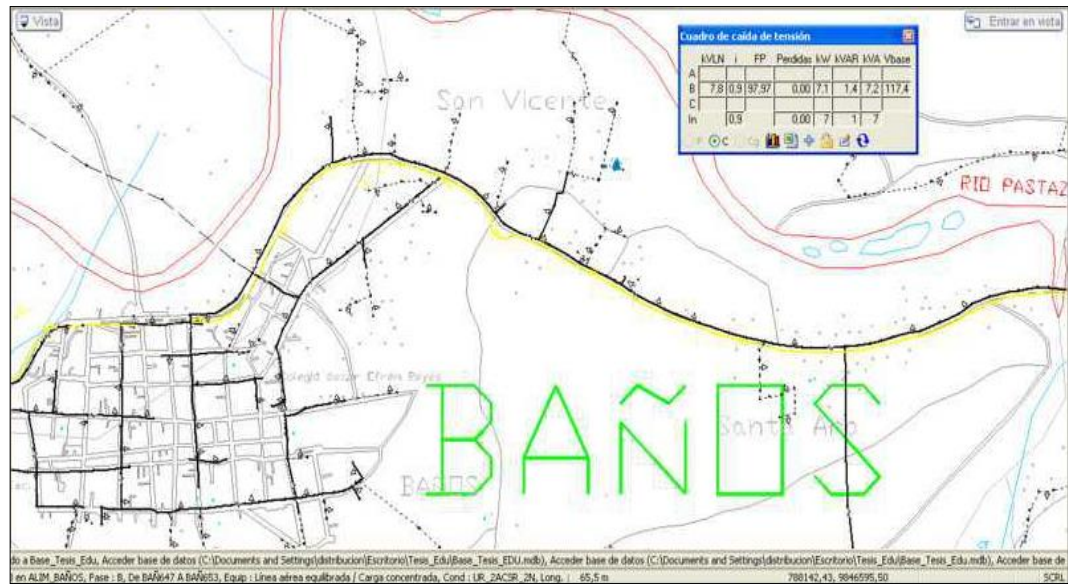 Vista
Entrar en vista
Cuadro de caída de tensión
kVLN i FP Perdidas kW kVAR kVA Vbase
A
B 7,8 0,9 97,97 0,00 7,1 1,4 7,2 117,4
C
In 0,9 0,00 7 1 7
C
San Vicente
RIO PASTAZ
Efren Reyes
BAÑOS
Santa Ana
BAÑOS
do a Base_Tesis_Edu, Acceder base de datos (C:\Documents and Settings\distribucion\Escritorio\Tesis_Edu\Base_Tesis_EDU.mdb), Acceder base de datos (C:\Documents and Settings\distribucion\Escritorio\Tesis_Edu\Base_Tesis_Edu.mdb), Acceder base de
en ALIM_BAÑOS, Fase : B, De BAÑ647 A BAÑ653, Equip : Línea aérea equilibrada / Carga concentrada, Cond : UR_2ACSR_2N, Long. : 65,5 m 788142,43, 9846595,50 SCRL